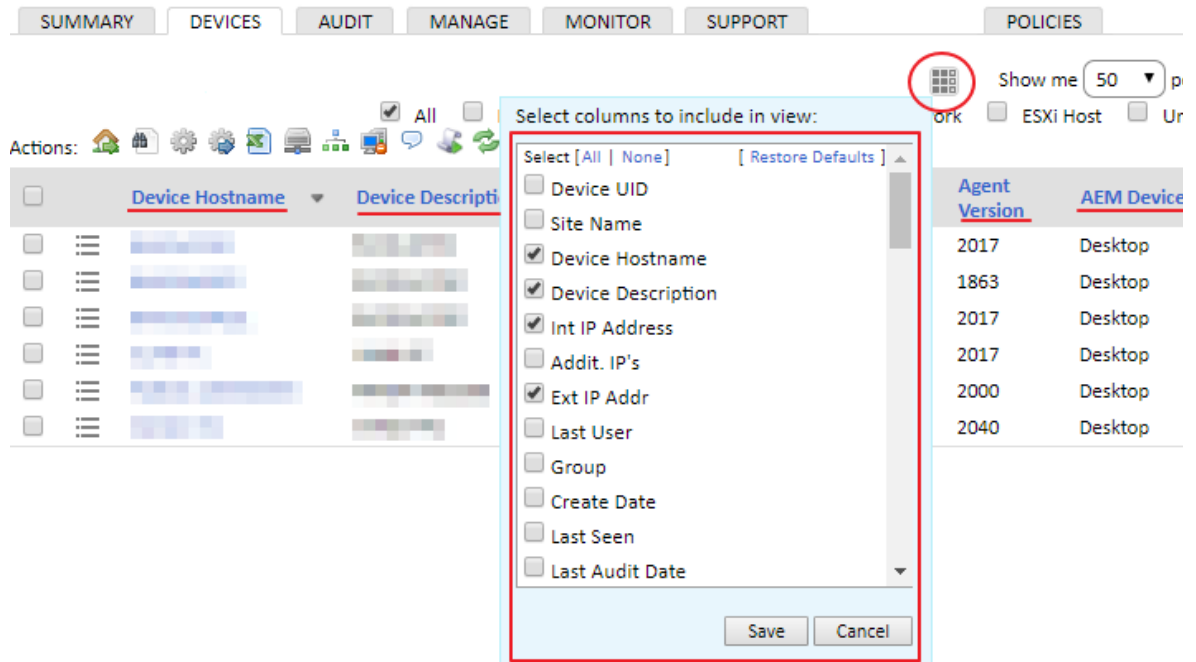 SUMMARY DEVICES AUDIT MANAGE MONITOR SUPPORT POLICIES
Show me 50
All ESXi Host
Actions:
Select columns to include in view:
Select [All | None] [ Restore Defaults ]
Device UID
Site Name
Device Hostname
Device Description
Int IP Address
Addit. IP's
Ext IP Addr
Last User
Group
Create Date
Last Seen
Last Audit Date
Save Cancel
Device Hostname Device Descripti Agent Version AEM Device
2017 Desktop
1863 Desktop
2017 Desktop
2017 Desktop
2000 Desktop
2040 Desktop